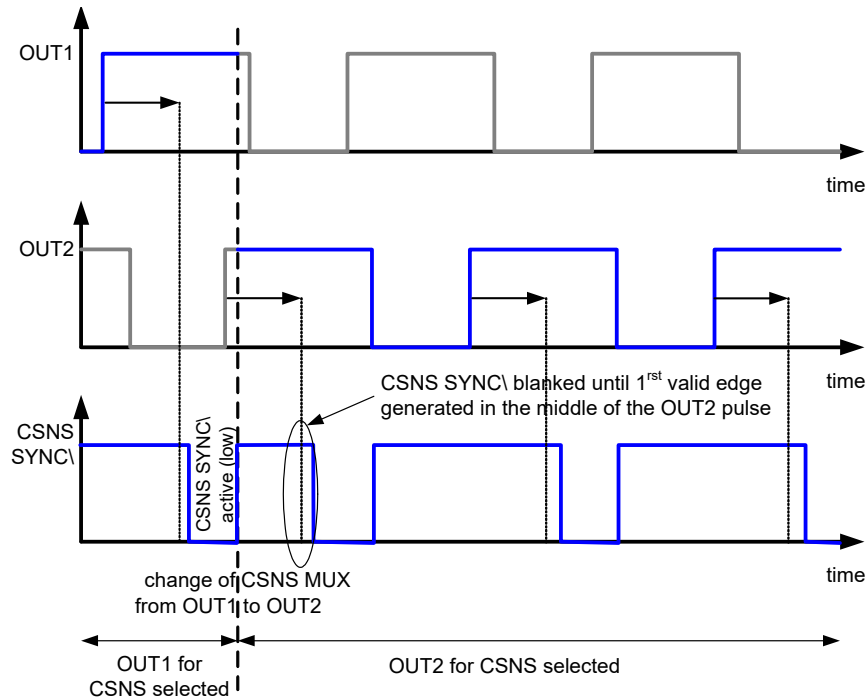 OUT1
time
OUT2
time
CSNS SYNC\ blanked until 1rst valid edge
generated in the middle of the OUT2 pulse
CSNS
SYNC\
CSNS SYNC\
active (low)
time
change of CSNS MUX
from OUT1 to OUT2
OUT1 for
CSNS selected
OUT2 for CSNS selected